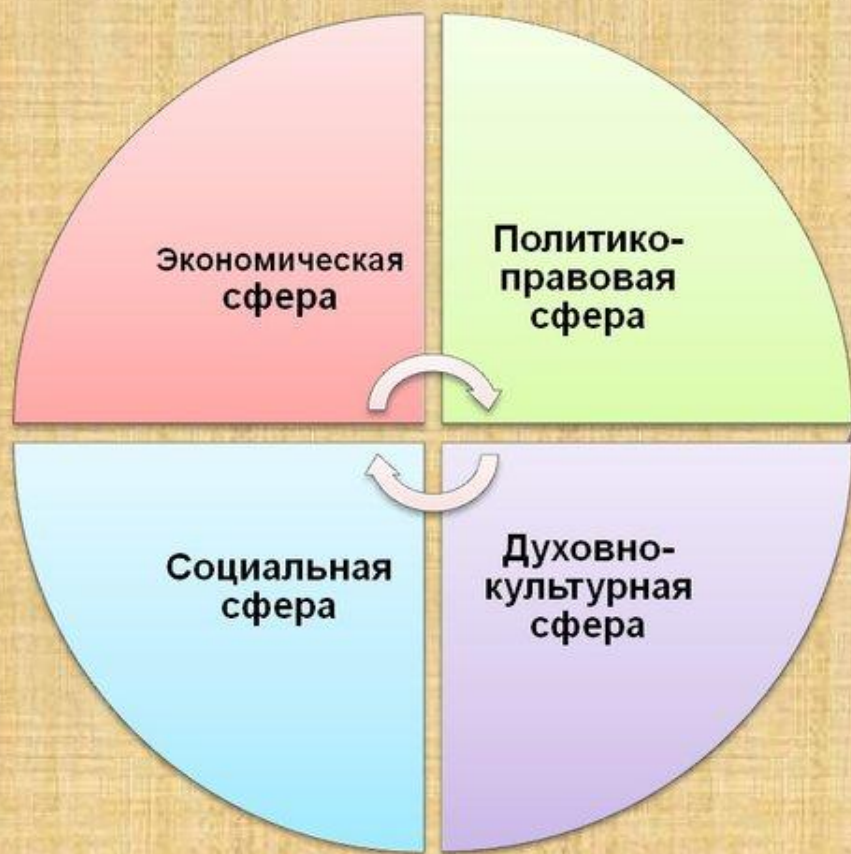 Экономическая
сфера
Политико-
правовая
сфера
Социальная
сфера
Духовно-
культурная
сфера